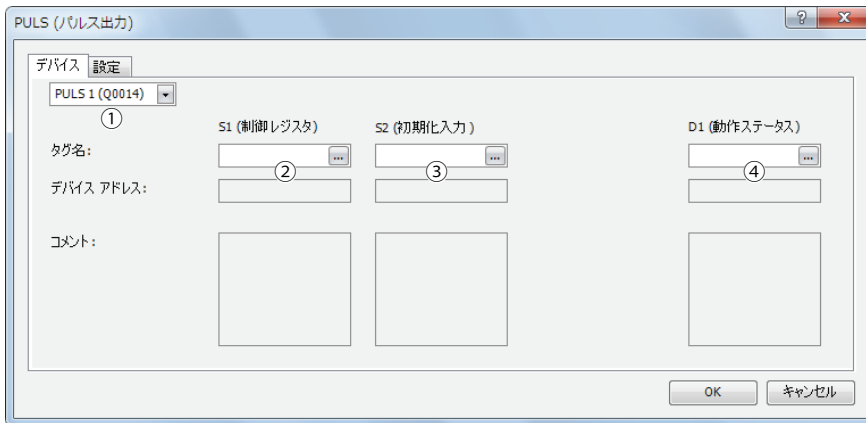 PULS (パルス出力)
デバイス 設定
PULS 1 (Q0014)
①
S1 (制御レジスタ) S2 (初期化入力 ) D1 (動作ステータス)
タグ名: ... ... ...
② ③ ④
デバイス アドレス:
コメント:
OK キャンセル